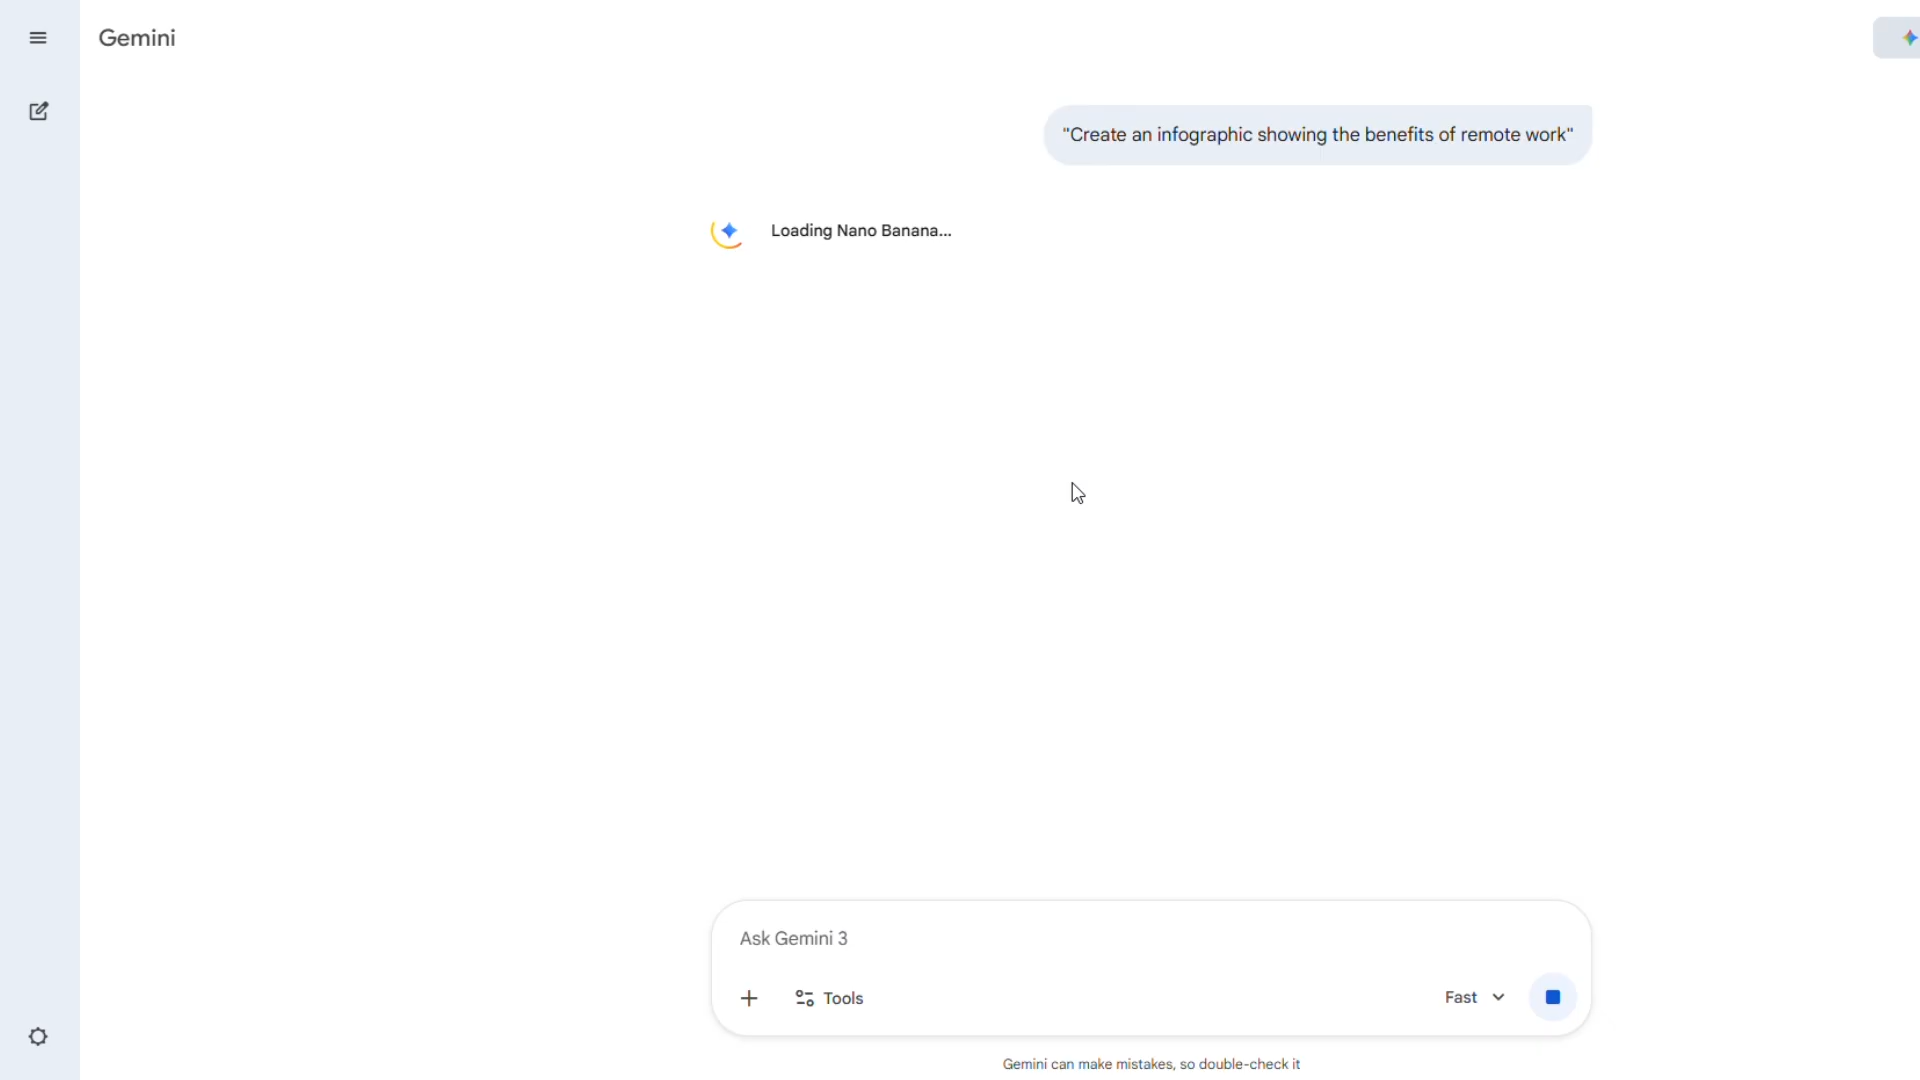 Gemini
"Create an infographic showing the benefits of remote work"
Loading Nano Banana...
Ask Gemini 3
Tools
Fast
Gemini can make mistakes, so double-check it